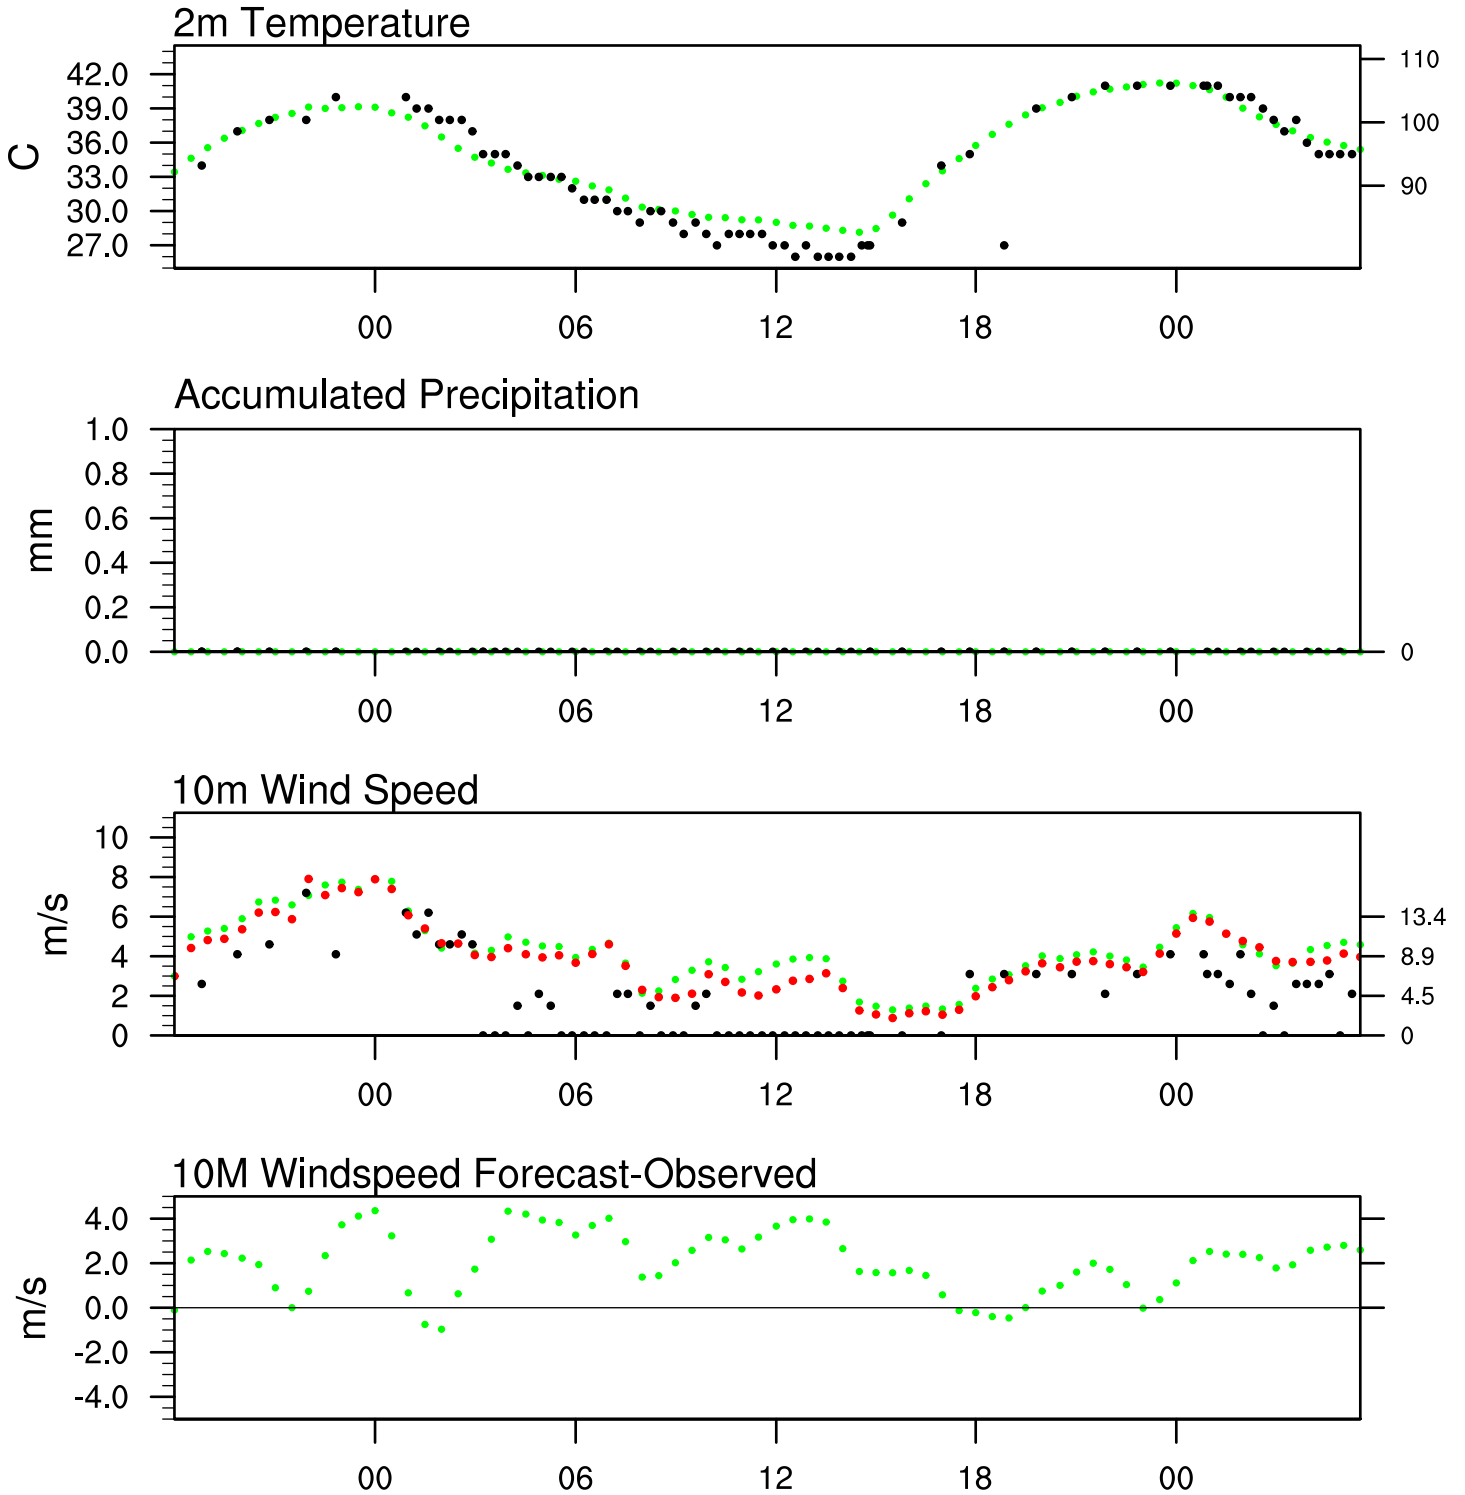 2m Temperature
C
42.0
39.0
36.0
33.0
30.0
27.0
110
100
90
00 06 12 18 00
Accumulated Precipitation
mm
1.0
0.8
0.6
0.4
0.2
0.0
0
00 06 12 18 00
10m Wind Speed
m/s
10
8
6
4
2
0
13.4
8.9
4.5
0
00 06 12 18 00
10M Windspeed Forecast-Observed
m/s
4.0
2.0
0.0
-2.0
-4.0
00 06 12 18 00